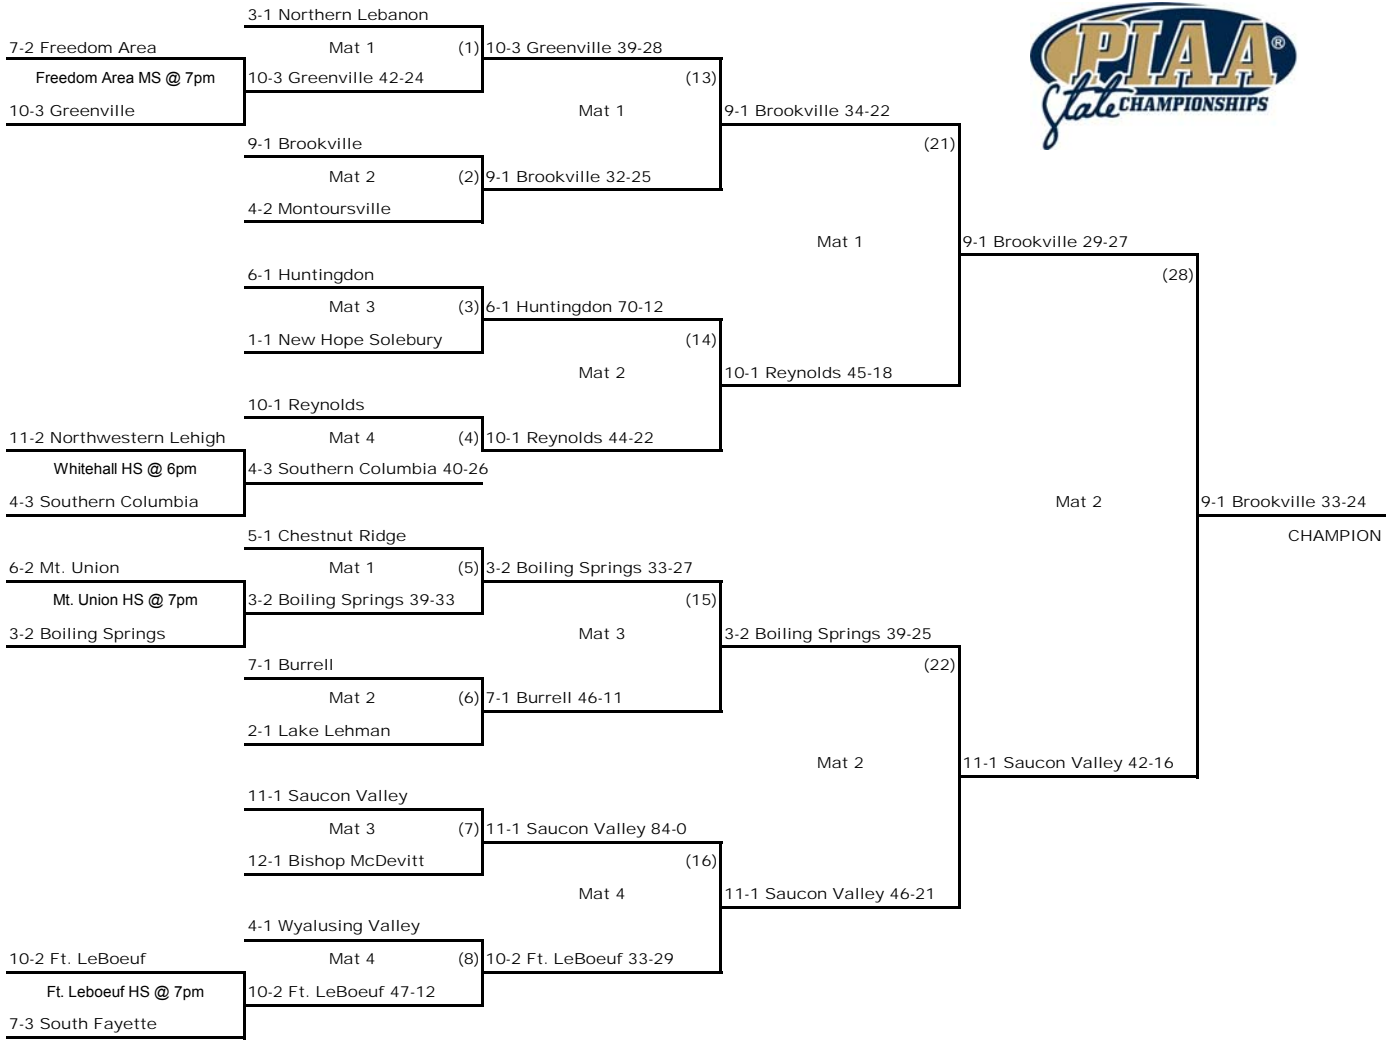 3-1 Northern Lebanon
7-2 Freedom Area
Mat 1
(1)
10-3 Greenville 39-28
Freedom Area MS @ 7pm
10-3 Greenville 42-24
(13)
10-3 Greenville
Mat 1
9-1 Brookville 34-22
9-1 Brookville
(21)
Mat 2
(2)
9-1 Brookville 32-25
4-2 Montoursville
Mat 1
9-1 Brookville 29-27
6-1 Huntingdon
(28)
Mat 3
(3)
6-1 Huntingdon 70-12
1-1 New Hope Solebury
(14)
Mat 2
10-1 Reynolds 45-18
10-1 Reynolds
11-2 Northwestern Lehigh
Mat 4
(4)
10-1 Reynolds 44-22
Whitehall HS @ 6pm
4-3 Southern Columbia 40-26
4-3 Southern Columbia
Mat 2
9-1 Brookville 33-24
CHAMPION
5-1 Chestnut Ridge
6-2 Mt. Union
Mat 1
(5)
3-2 Boiling Springs 33-27
Mt. Union HS @ 7pm
3-2 Boiling Springs 39-33
(15)
3-2 Boiling Springs
Mat 3
3-2 Boiling Springs 39-25
7-1 Burrell
(22)
Mat 2
(6)
7-1 Burrell 46-11
2-1 Lake Lehman
Mat 2
11-1 Saucon Valley 42-16
11-1 Saucon Valley
Mat 3
(7)
11-1 Saucon Valley 84-0
12-1 Bishop McDevitt
(16)
Mat 4
11-1 Saucon Valley 46-21
4-1 Wyalusing Valley
10-2 Ft. LeBoeuf
Mat 4
(8)
10-2 Ft. LeBoeuf 33-29
Ft. Leboeuf HS @ 7pm
10-2 Ft. LeBoeuf 47-12
7-3 South Fayette
PIAA®
State CHAMPIONSHIPS